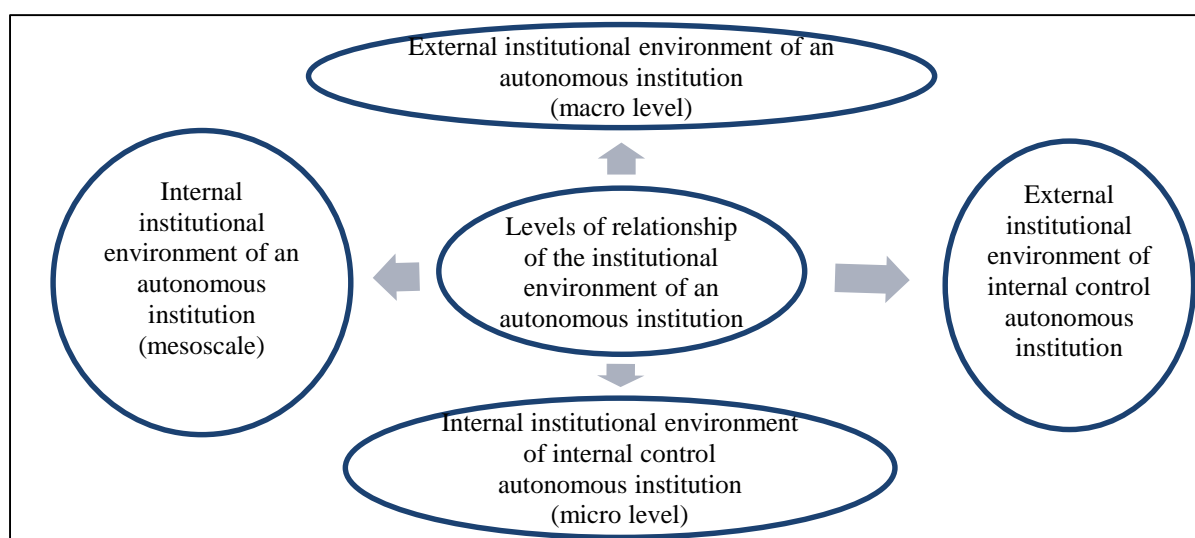 External institutional environment of an
autonomous institution
(macro level)
Internal
institutional
environment of an
autonomous
institution
(mesoscale)
Levels of relationship
of the institutional
environment of an
autonomous institution
External
institutional
environment of
internal control
autonomous
institution
Internal institutional environment
of internal control
autonomous institution
(micro level)